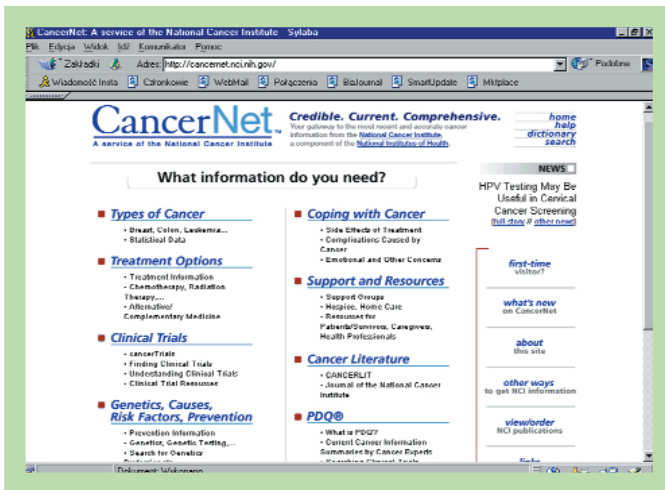 CancerNet: A service of the National Cancer Institute - Sylaba
Plik Edycja Widok Idź Komunikator Pomoc
Zakładki Adres: http://cancernet.nci.nih.gov/ Podobne
Wiadomość Insta Członkowie WebMail Połączenia BizJournal SmartUpdate Mktplace
CancerNet™
A service of the National Cancer Institute
Credible. Current. Comprehensive.
Your gateway to the most recent and accurate cancer
information from the National Cancer Institute,
a component of the National Institutes of Health.
home
help
dictionary
search
What information do you need?
Types of Cancer
• Breast, Colon, Leukemia...
• Statistical Data
Treatment Options
• Treatment Information
• Chemotherapy, Radiation
Therapy,...
• Alternative/
Complementary Medicine
Clinical Trials
• cancerTrials
• Finding Clinical Trials
• Understanding Clinical Trials
• Clinical Trial Resources
Genetics, Causes,
Risk Factors, Prevention
• Prevention Information
• Genetics, Genetic Testing,...
• Search for Genetics
Coping with Cancer
• Side Effects of Treatment
• Complications Caused by
Cancer
• Emotional and Other Concerns
Support and Resources
• Support Groups
• Hospice, Home Care
• Resources for
Patients/Survivors, Caregivers,
Health Professionals
Cancer Literature
• CANCERLIT
• Journal of the National Cancer
Institute
PDQ®
• What is PDQ?
• Current Cancer Information
Summaries by Cancer Experts
• Searching Clinical Trials
NEWS
HPV Testing May Be
Useful in Cervical
Cancer Screening
[full story // other news]
first-time
visitor?
what's new
on CancerNet
about
this site
other ways
to get NCI information
view/order
NCI publications
links
Dokument: Wykonano